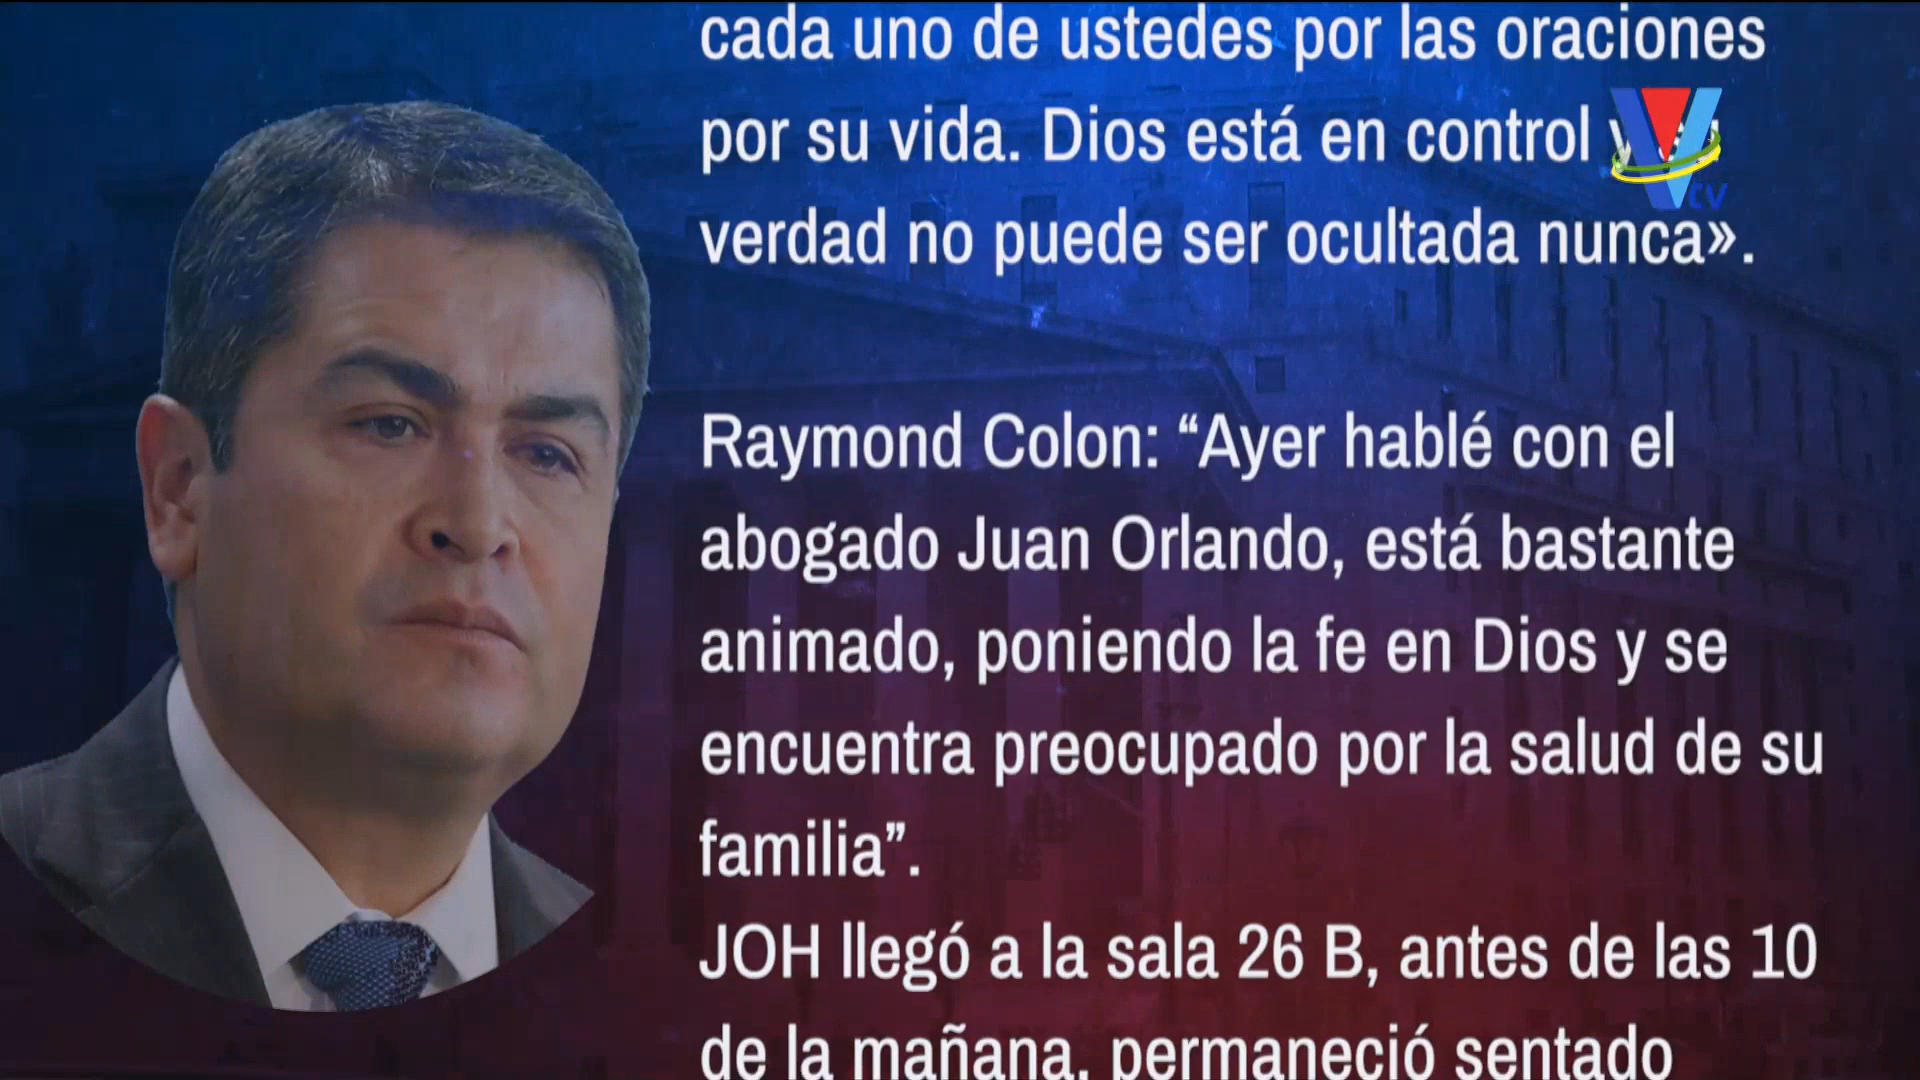 cada uno de ustedes por las oraciones
por su vida. Dios está en control
verdad no puede ser ocultada nunca».
Raymond Colon: “Ayer hablé con el
abogado Juan Orlando, está bastante
animado, poniendo la fe en Dios y se
encuentra preocupado por la salud de su
familia”.
JOH llegó a la sala 26 B, antes de las 10
de la mañana, permaneció sentado
V
tv